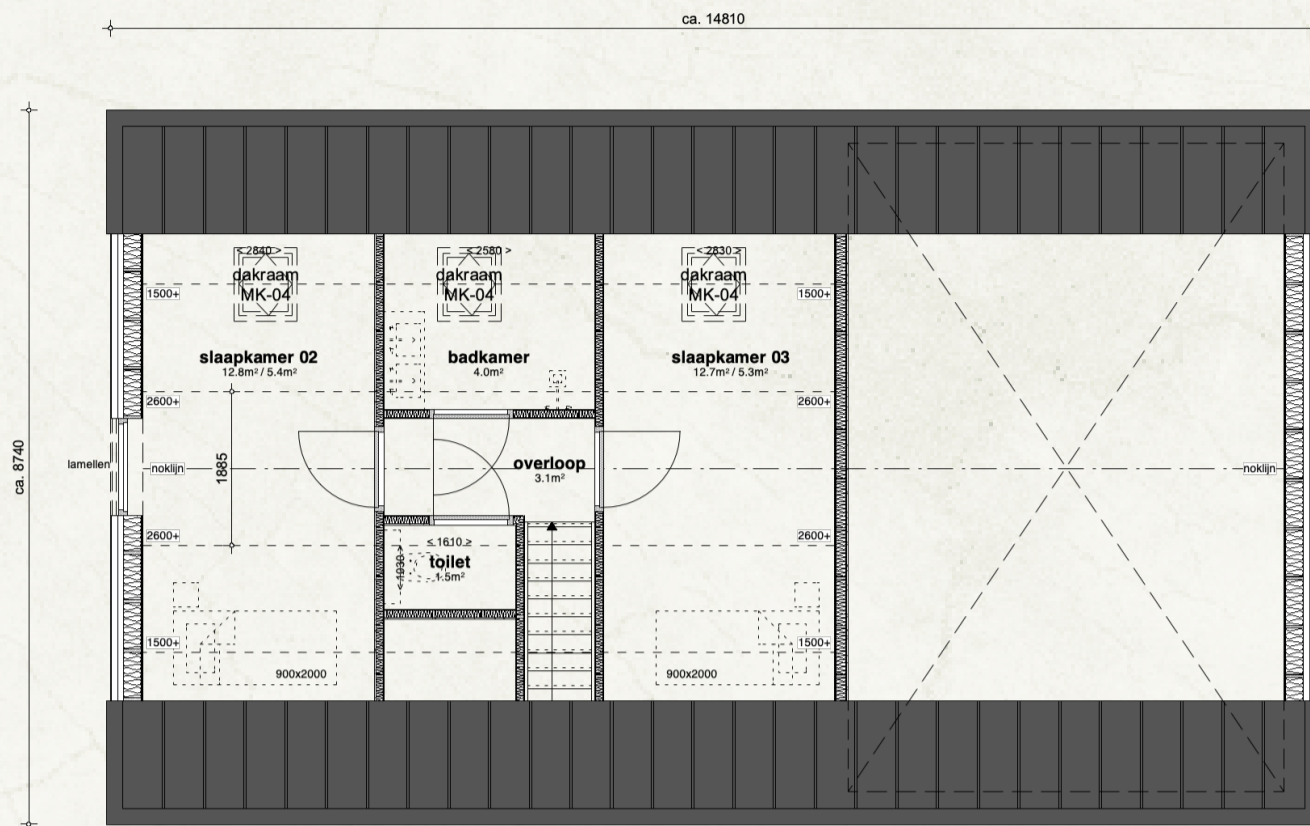 ca. 14810
ca. 8740
< 2840 >
dakraam
MK-04
< 2580 >
dakraam
MK-04
< 2830 >
dakraam
MK-04
1500+
1500+
slaapkamer 02
12.8m² / 5.4m²
badkamer
4.0m²
slaapkamer 03
12.7m² / 5.3m²
2600+
2600+
lamellen
noklijn
1885
overloop
3.1m²
noklijn
2600+
2600+
< 1610 >
< 1930 >
toilet
1.5m²
1500+
1500+
900x2000
900x2000